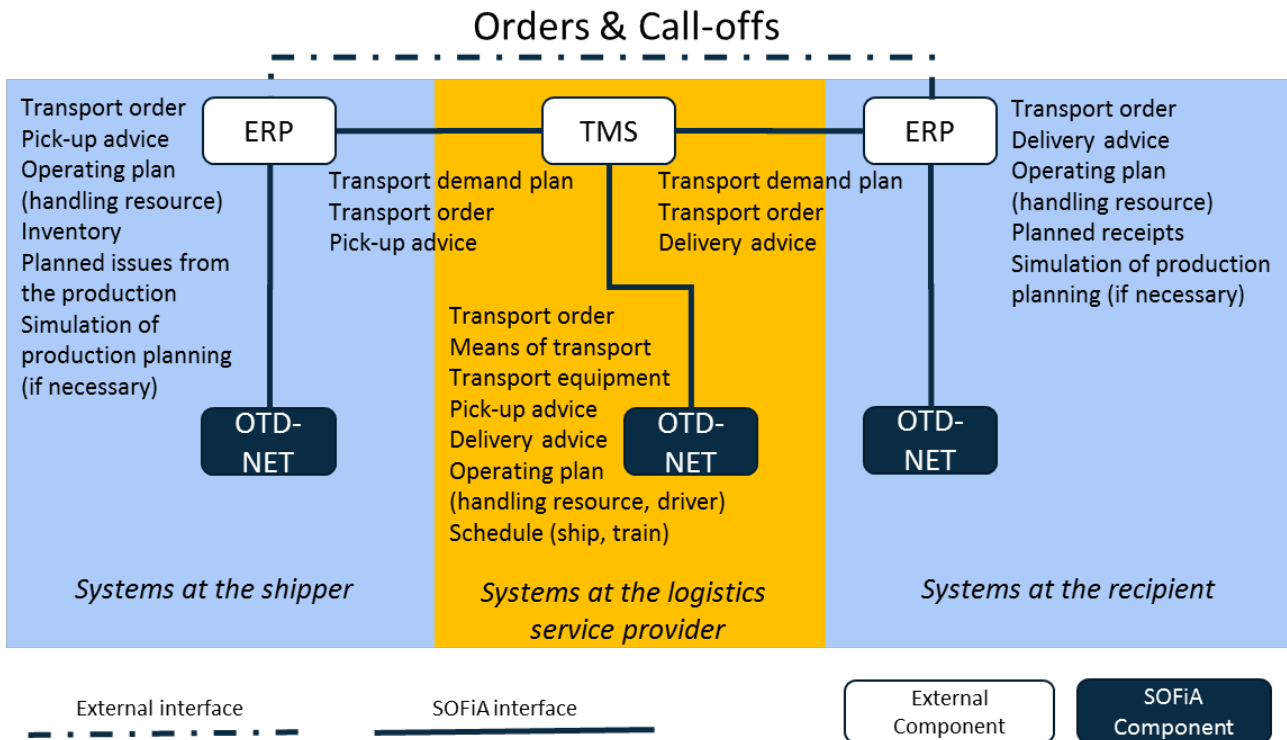 Orders & Call-offs
Transport order
Pick-up advice
Operating plan
(handling resource)
Inventory
Planned issues from
the production
Simulation of
production planning
(if necessary)
ERP
Transport demand plan
Transport order
Pick-up advice
TMS
Transport demand plan
Transport order
Delivery advice
ERP
Transport order
Delivery advice
Operating plan
(handling resource)
Planned receipts
Simulation of production
planning (if necessary)
OTD-
NET
Transport order
Means of transport
Transport equipment
Pick-up advice
Delivery advice
Operating plan
(handling resource, driver)
Schedule (ship, train)
OTD-
NET
OTD-
NET
Systems at the shipper
Systems at the logistics
service provider
Systems at the recipient
External interface
SOFiA interface
External
Component
SOFiA
Component